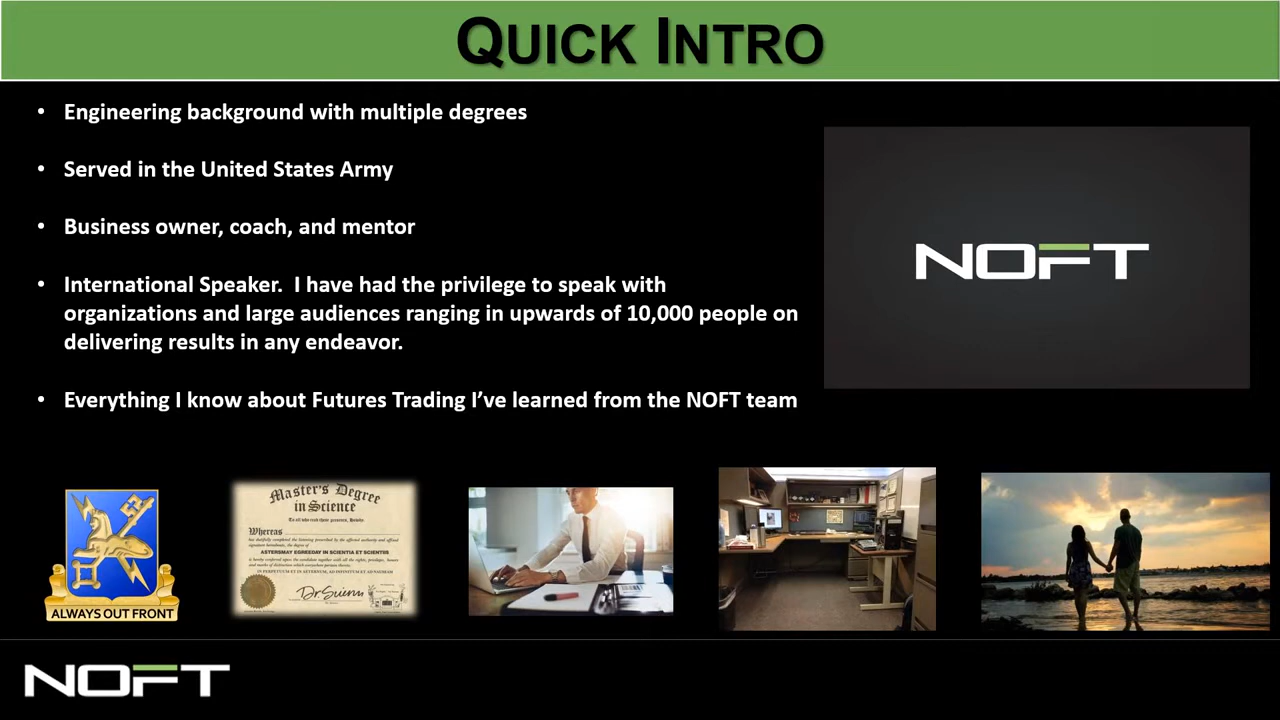 QUICK INTRO
• Engineering background with multiple degrees
• Served in the United States Army
• Business owner, coach, and mentor
• International Speaker.  I have had the privilege to speak with
organizations and large audiences ranging in upwards of 10,000 people on
delivering results in any endeavor.
• Everything I know about Futures Trading I’ve learned from the NOFT team
NOFT
ALWAYS OUT FRONT
Master's Degree
in Science
Whereas
NOFT